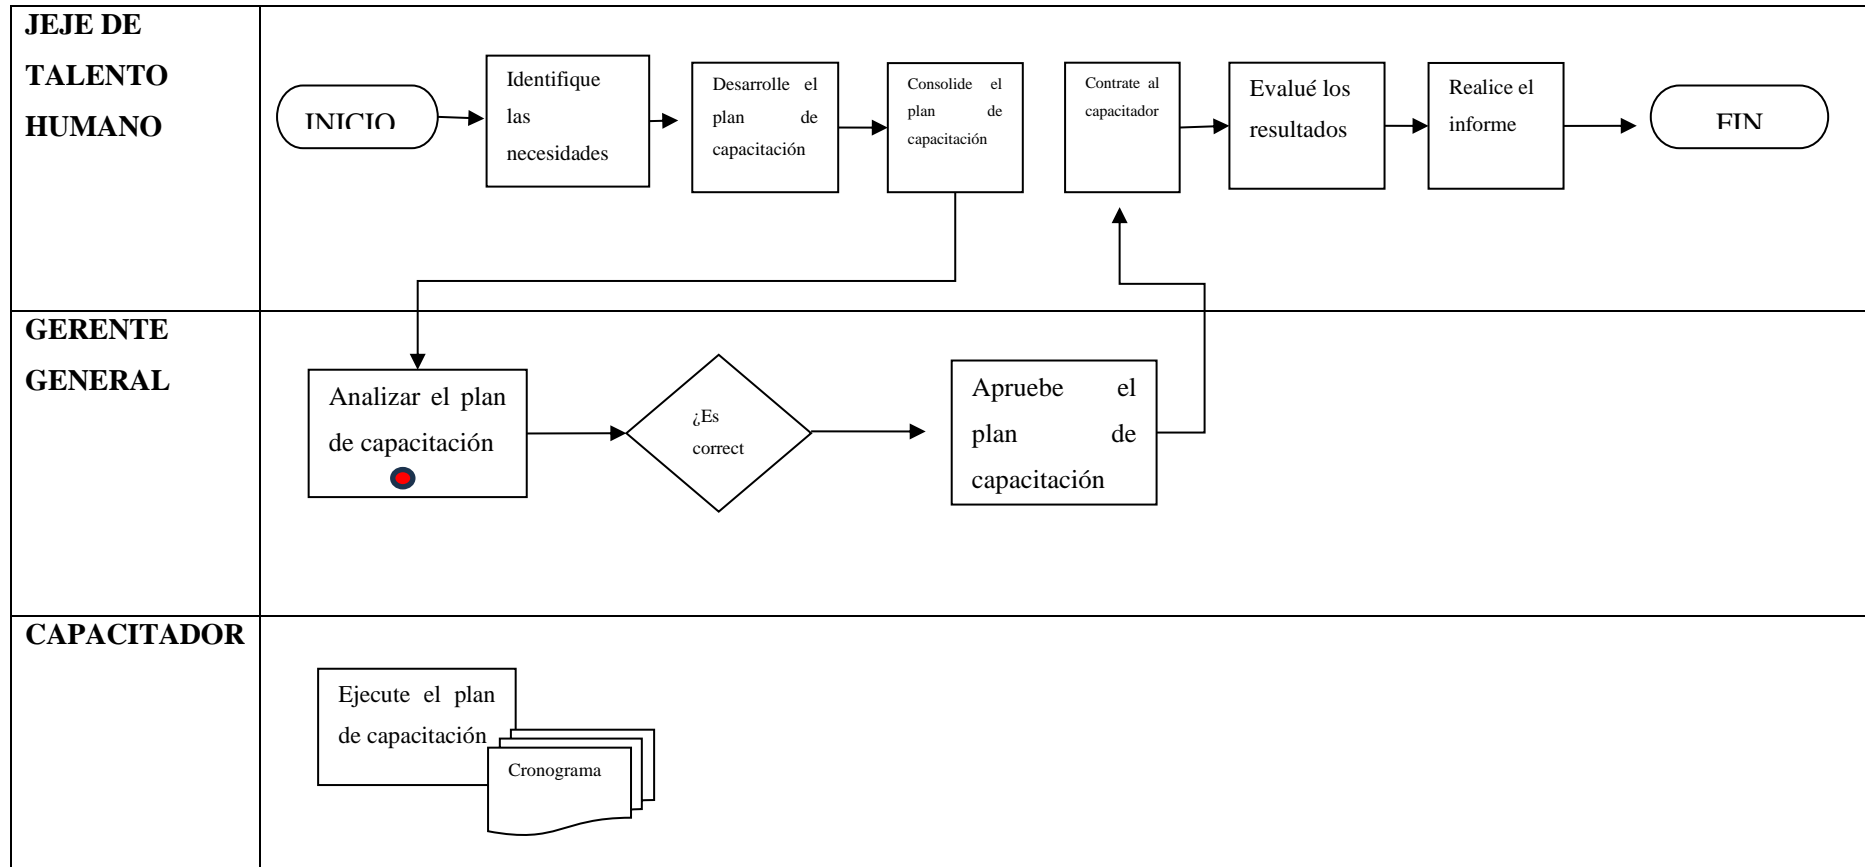 JEJE DE
TALENTO
HUMANO
INICIO
Identifique
las
necesidades
Desarrolle el
plan de
capacitación
Consolide el
plan de
capacitación
Contrate al
capacitador
Evalué los
resultados
Realice el
informe
FIN
GERENTE
GENERAL
Analizar el plan
de capacitación
¿Es
correct
Apruebe el
plan de
capacitación
CAPACITADOR
Ejecute el plan
de capacitación
Cronograma